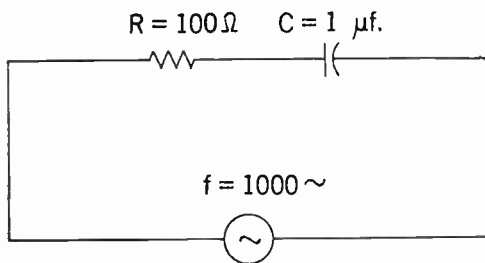 R = 100Ω C = 1 μf.
f = 1000 ~